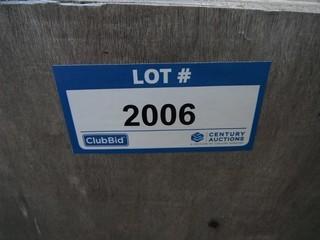 LOT #
2006
ClubBid
CENTURY
AUCTIONS